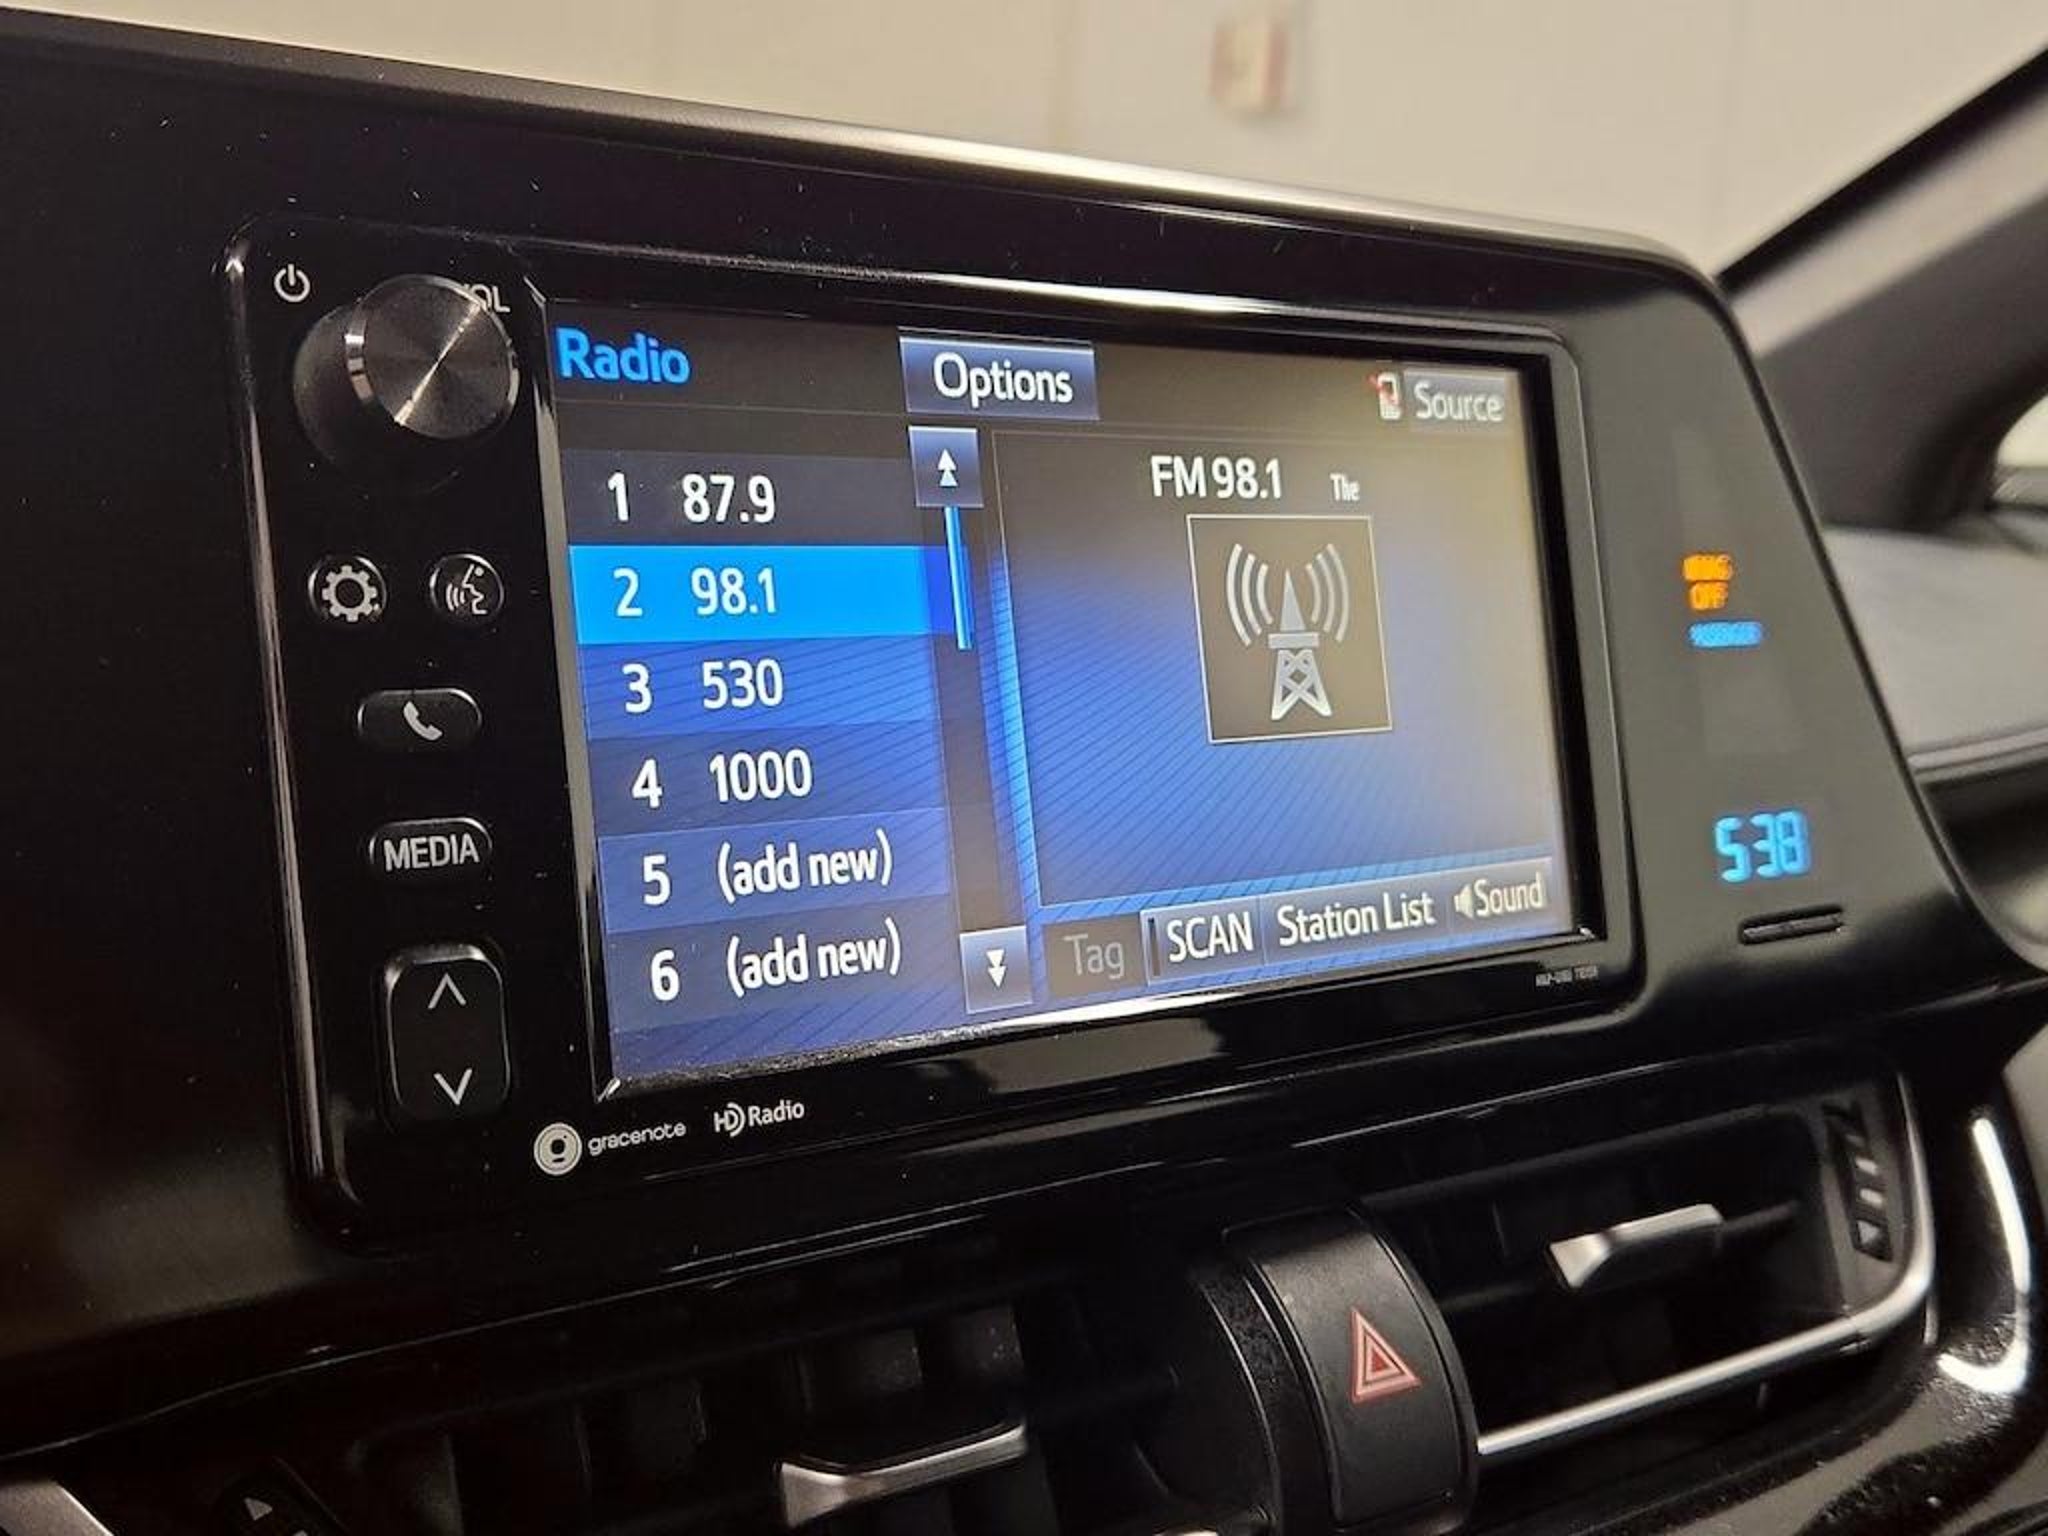 VOL
Radio
Options
Source
1 87.9
FM 98.1 The
2 98.1
3 530
4 1000
5 (add new)
6 (add new)
MEDIA
Tag
SCAN
Station List
Sound
OFF
5:38
gracenote
HD Radio